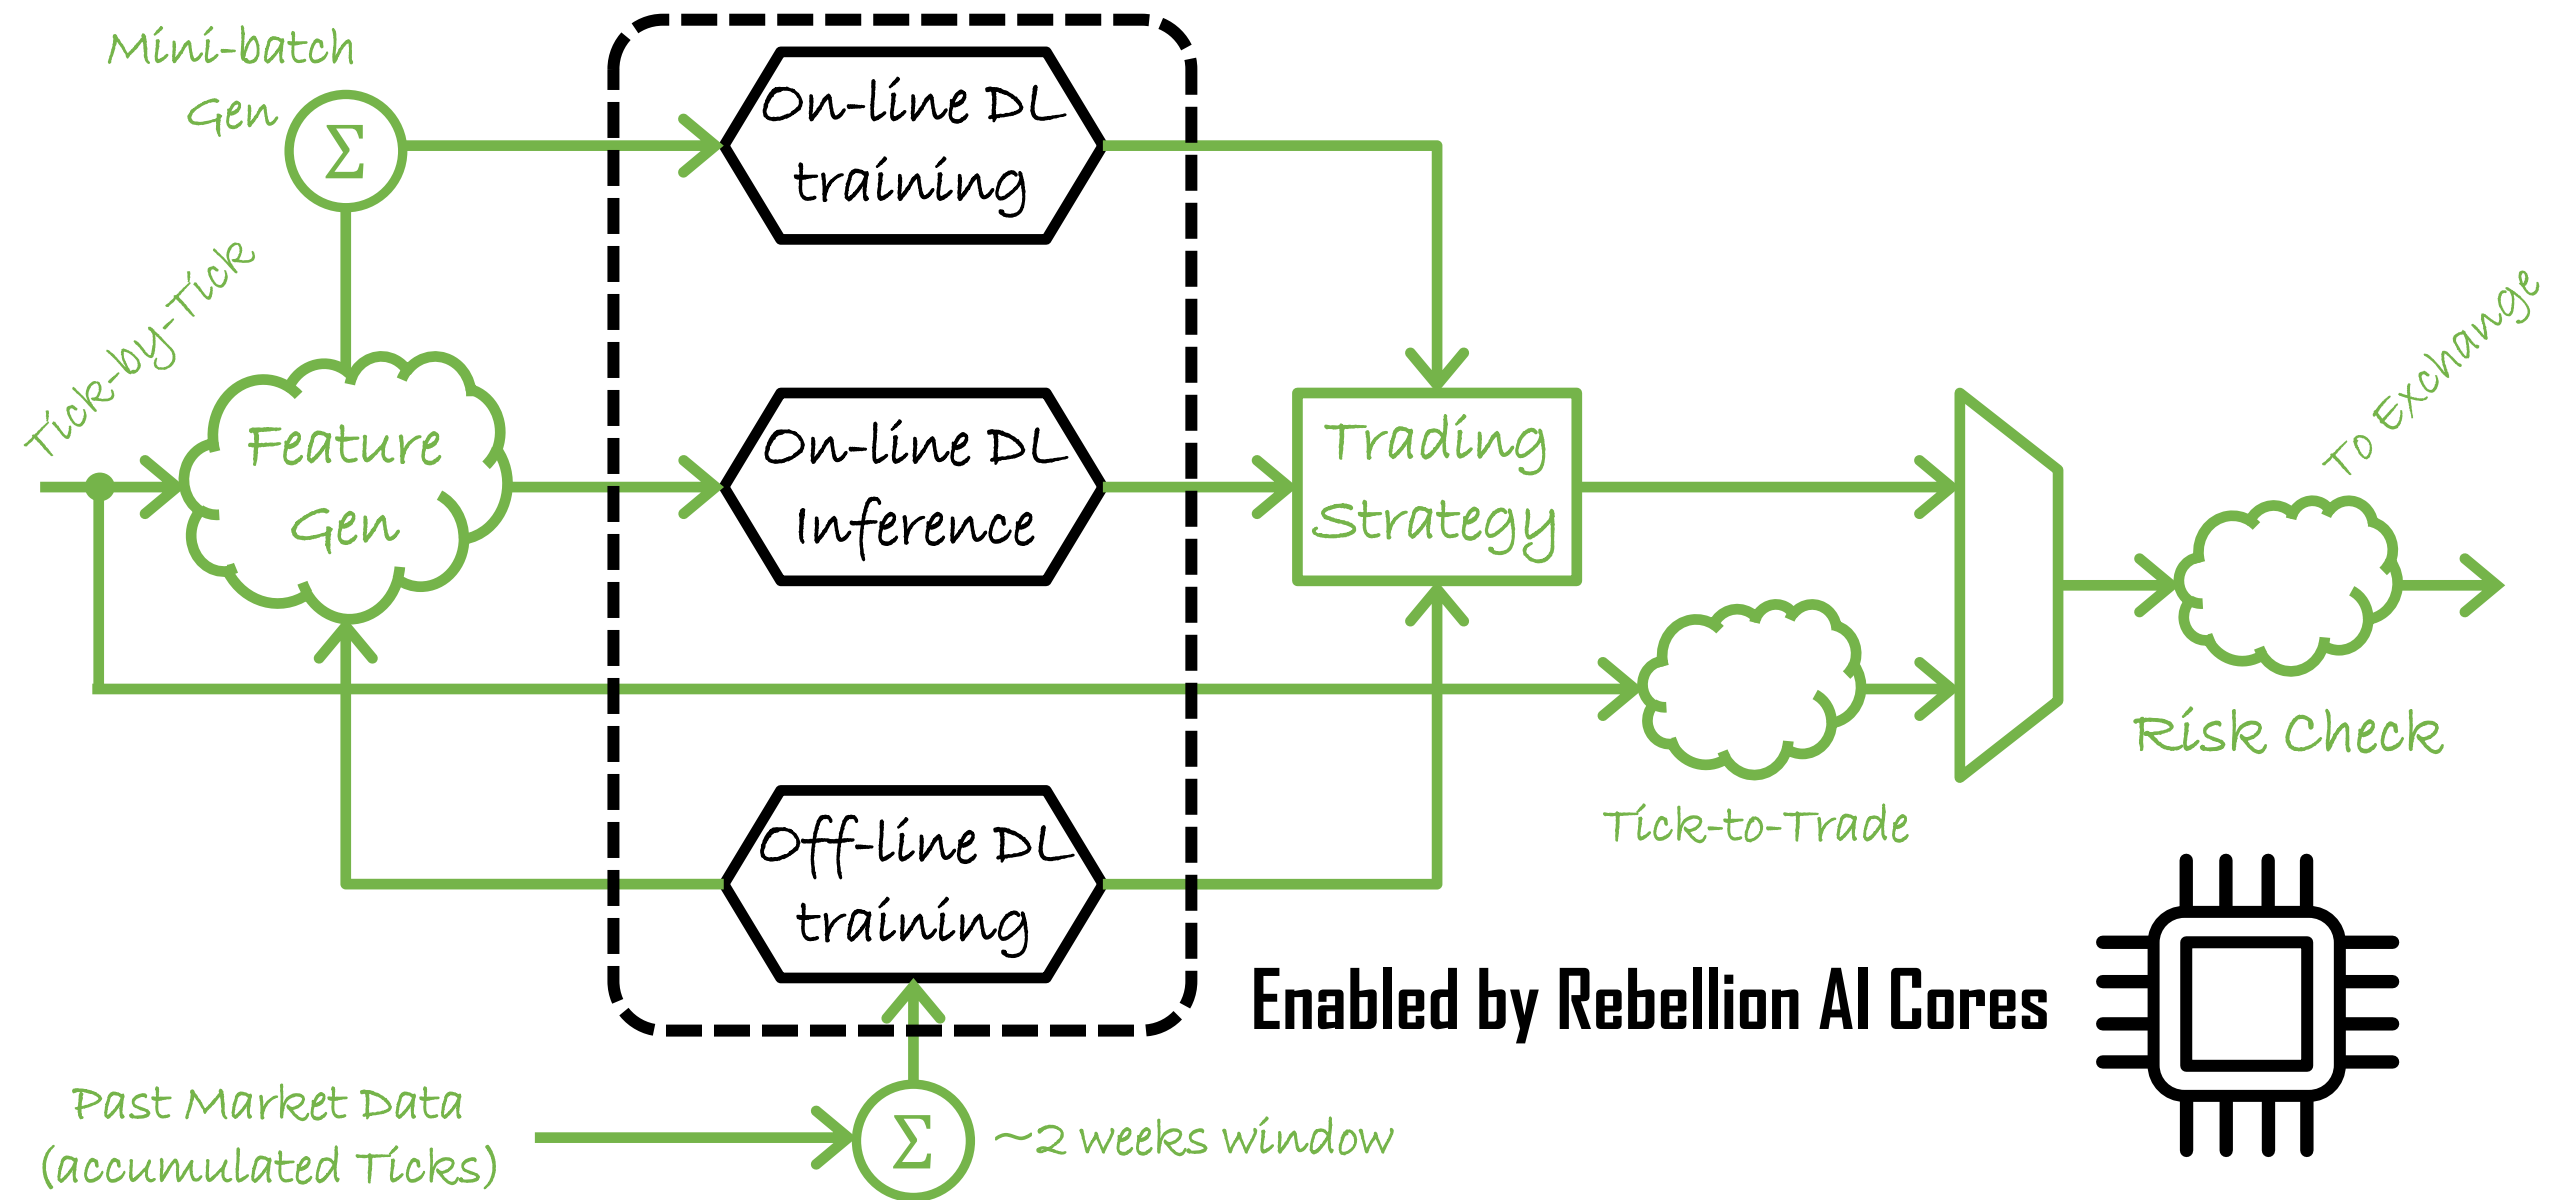 Mini-batch
Gen
Σ
On-line DL
training
Tick-by-Tick
Feature
Gen
On-line DL
Inference
Trading
Strategy
To Exchange
Risk Check
Tick-to-Trade
Off-line DL
training
Enabled by Rebellion AI Cores
Past Market Data
(accumulated Ticks)
Σ
~2 weeks window